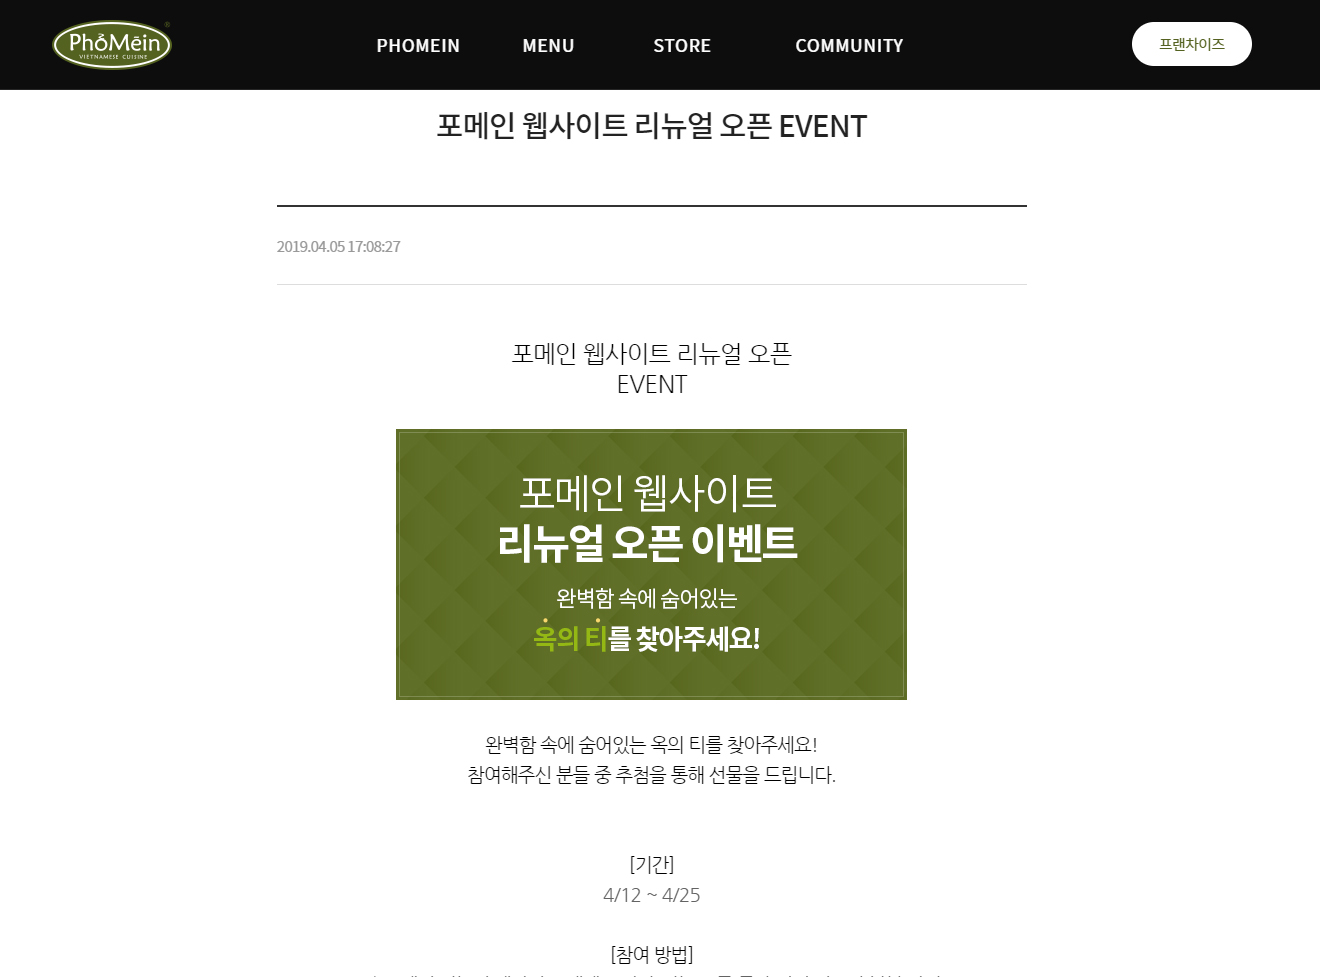 PhởMein ®
VIETNAMESE CUISINE
PHOMEIN MENU STORE COMMUNITY 프랜차이즈
포메인 웹사이트 리뉴얼 오픈 EVENT
2019.04.05 17:08:27
포메인 웹사이트 리뉴얼 오픈
EVENT
포메인 웹사이트
리뉴얼 오픈 이벤트
완벽함 속에 숨어있는
옥의 티를 찾아주세요!
완벽함 속에 숨어있는 옥의 티를 찾아주세요!
참여해주신 분들 중 추첨을 통해 선물을 드립니다.
[기간]
4/12 ~ 4/25
[참여 방법]